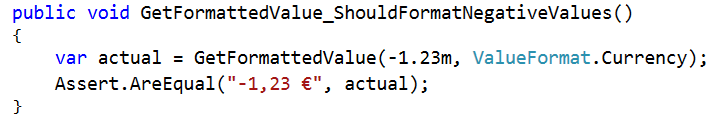 public void GetFormattedValue_ShouldFormatNegativeValues()
{
    var actual = GetFormattedValue(-1.23m, ValueFormat.Currency);
    Assert.AreEqual("-1,23 €", actual);
}